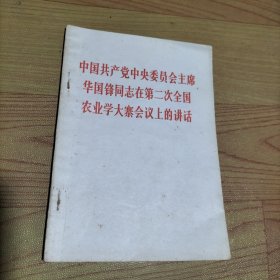 中国共产党中央委员会主席
华国锋同志在第二次全国
农业学大寨会议上的讲话